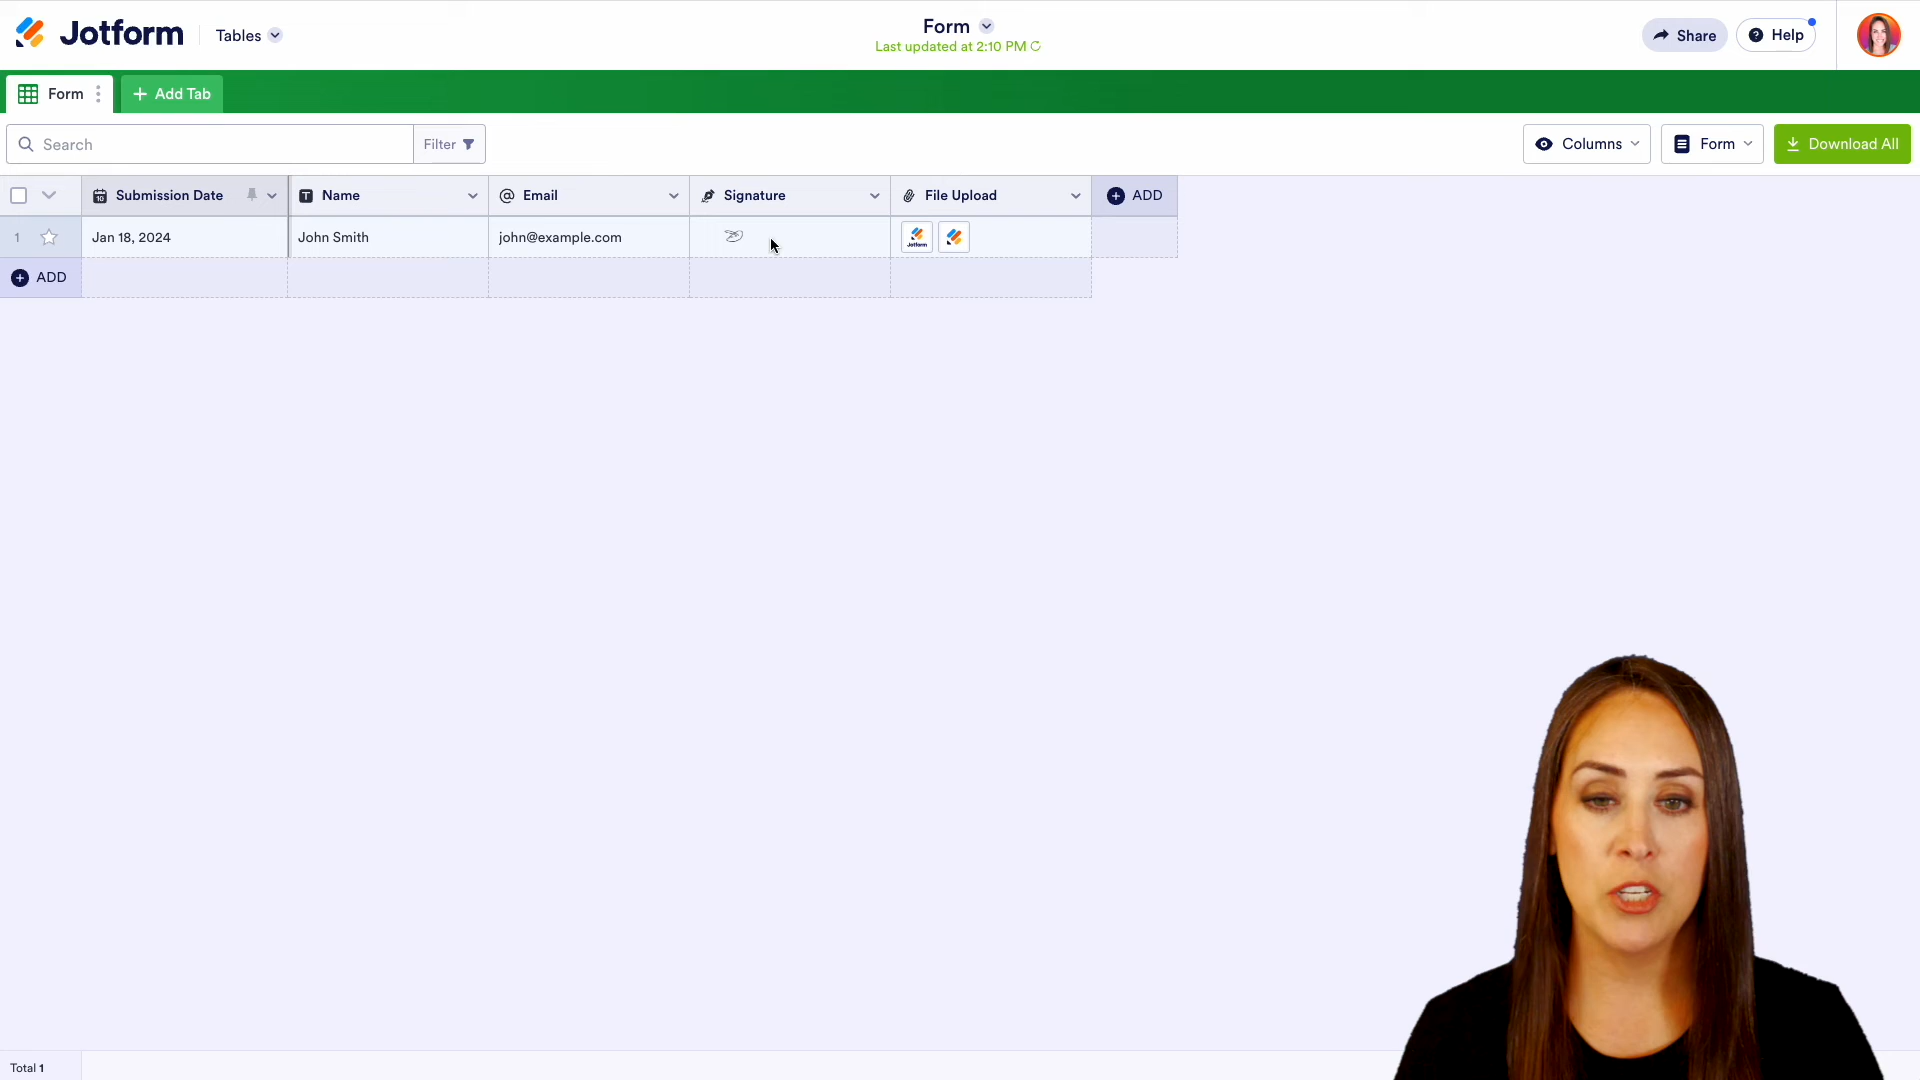 Jotform
Tables
Form
Last updated at 2:10 PM
Share
Help
Form
Add Tab
Search
Filter
Columns
Form
Download All
Submission Date
Name
Email
Signature
File Upload
ADD
1
Jan 18, 2024
John Smith
john@example.com
Jotform
ADD
Total 1